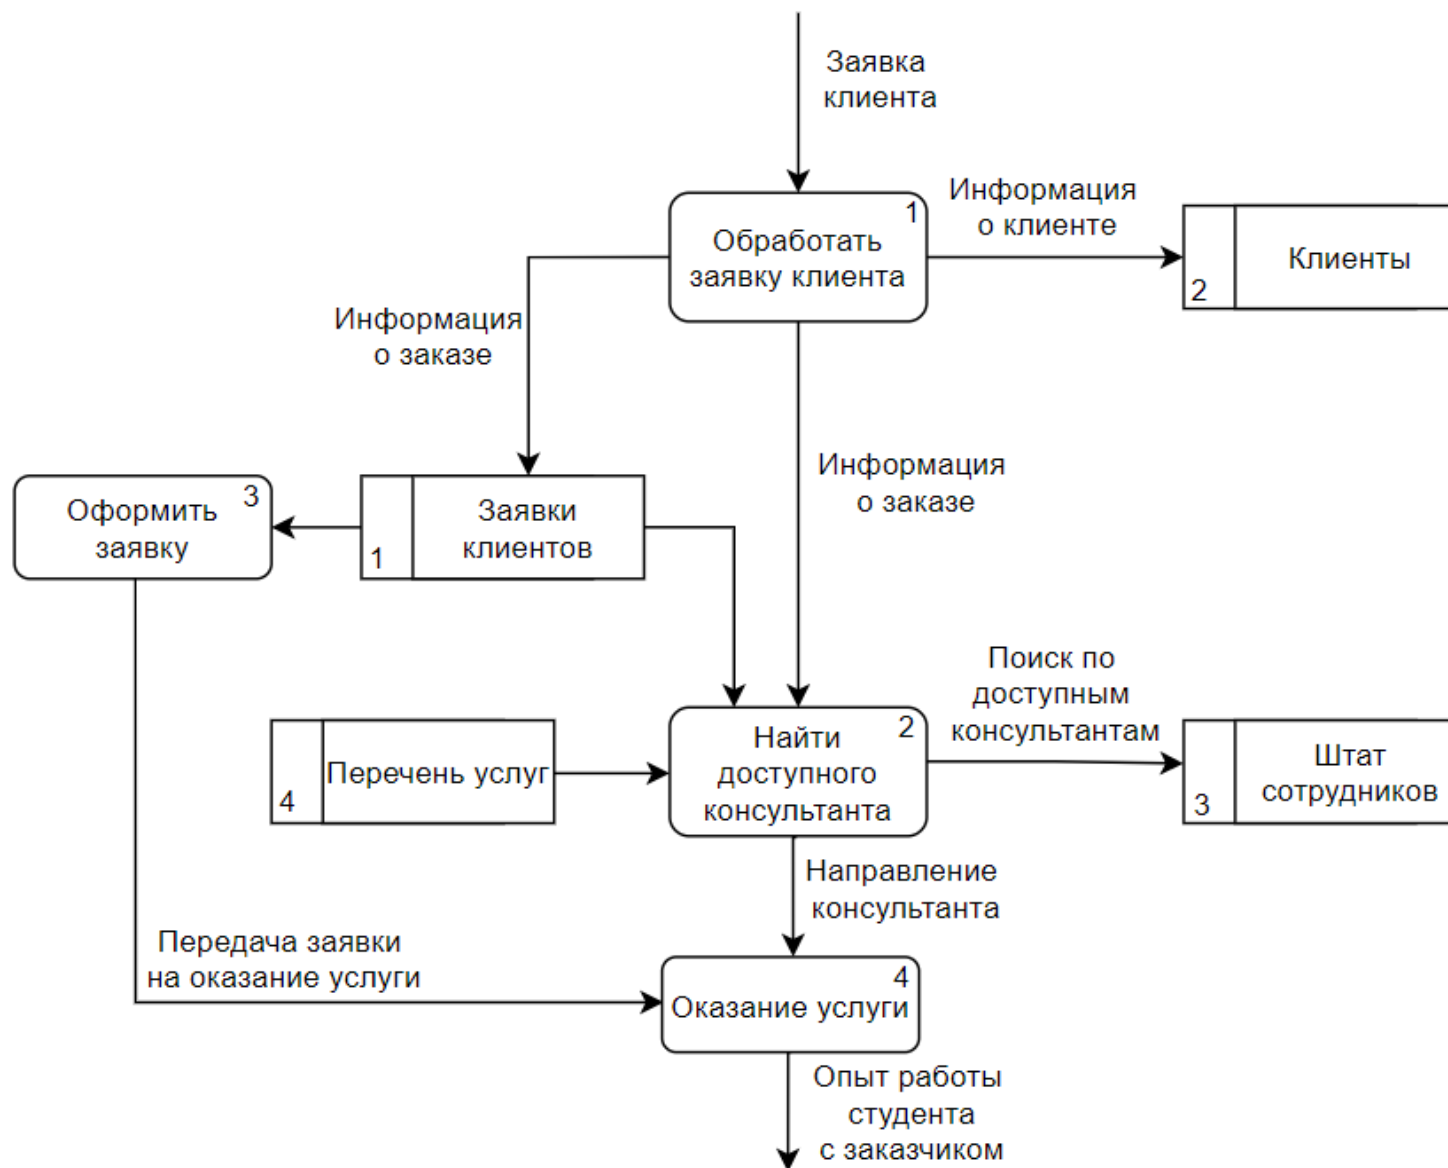 Заявка
клиента
1
Обработать
заявку клиента
Информация
о клиенте
2
Клиенты
Информация
о заказе
Информация
о заказе
3
Оформить
заявку
1
Заявки
клиентов
Поиск по
доступным
консультантам
4
Перечень услуг
2
Найти
доступного
консультанта
3
Штат
сотрудников
Направление
консультанта
Передача заявки
на оказание услуги
4
Оказание услуги
Опыт работы
студента
с заказчиком